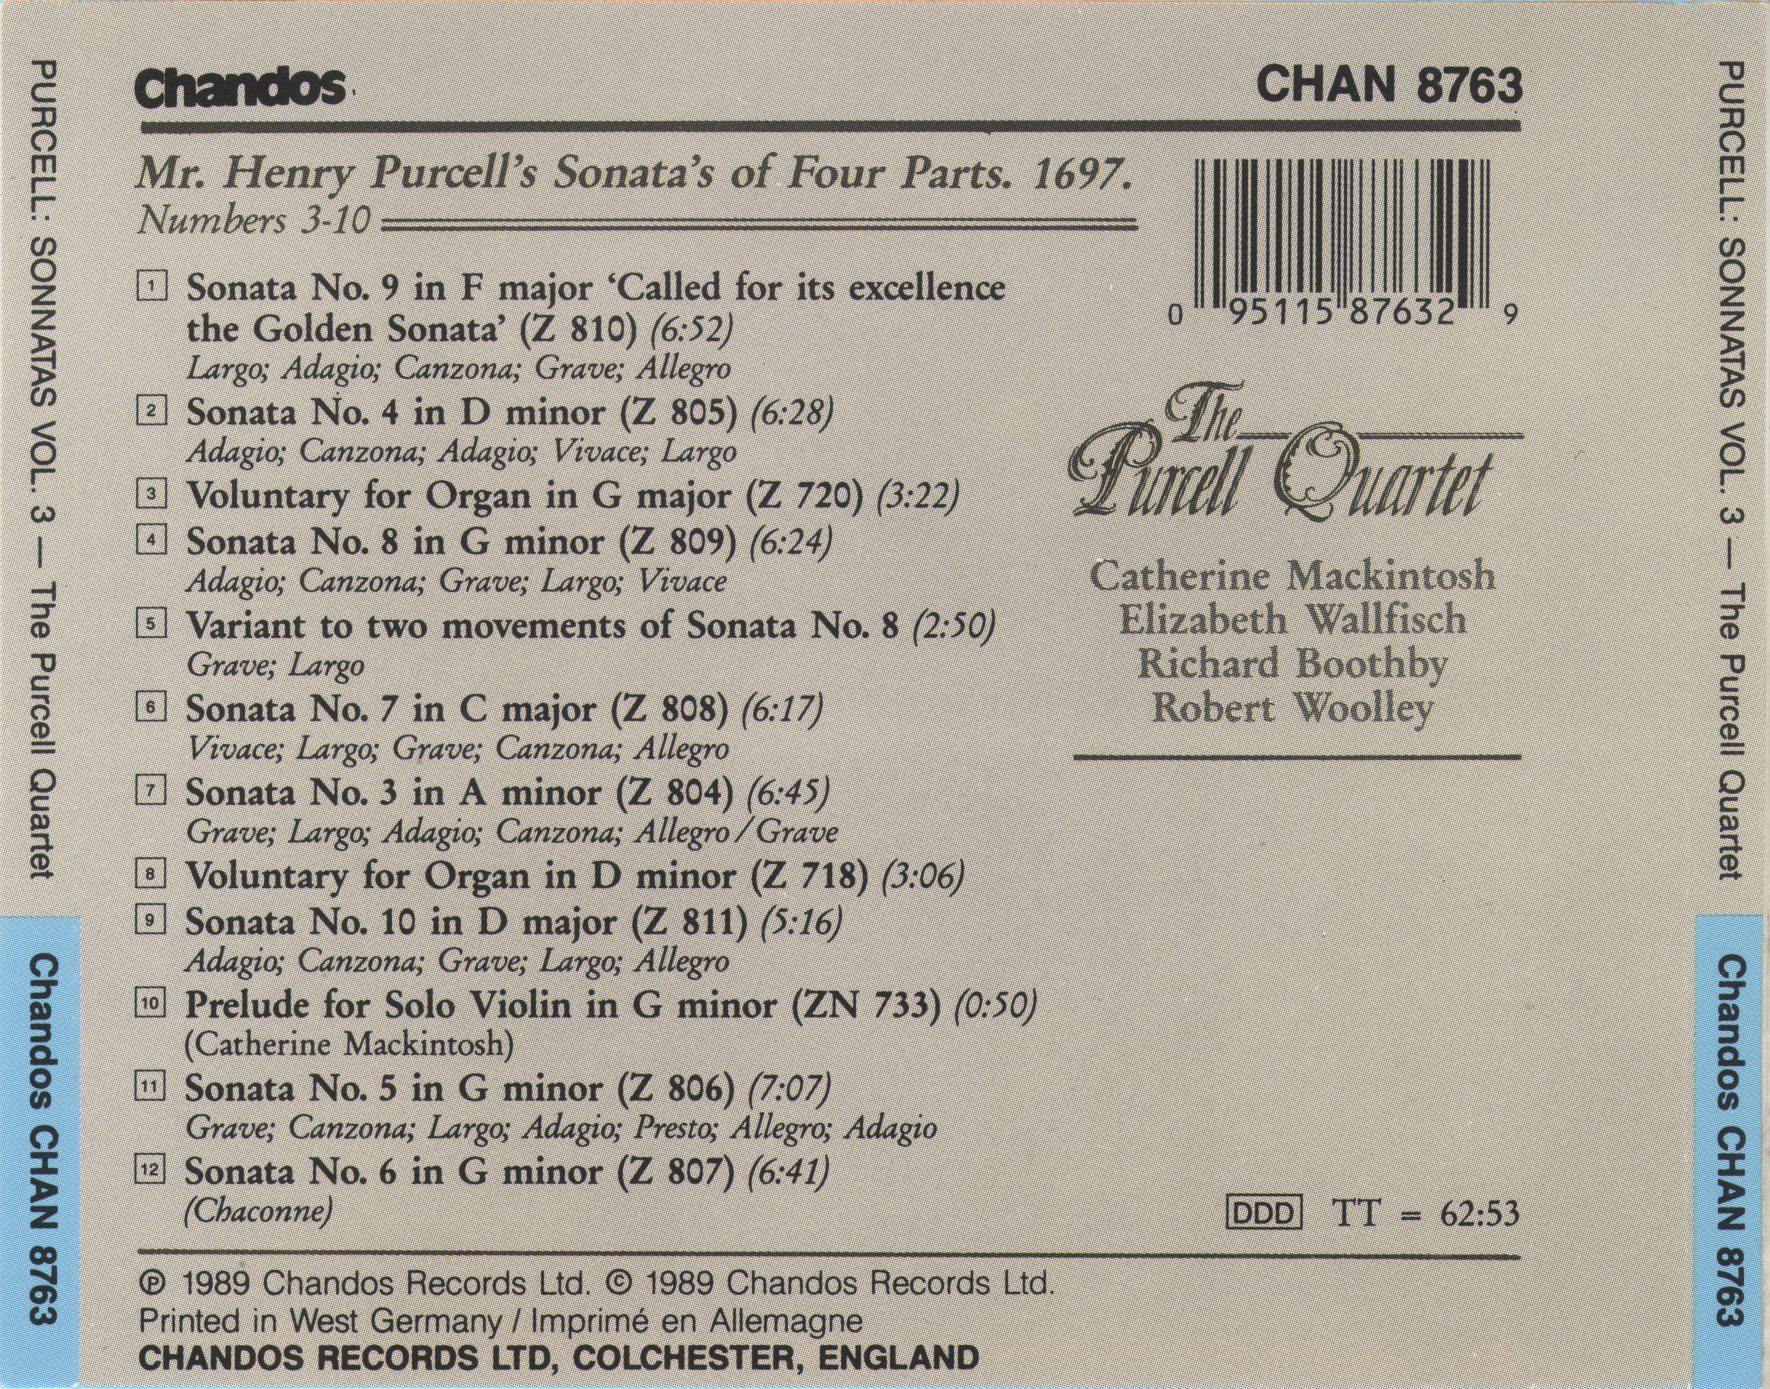 PURCELL: SONNATAS VOL. 3 — The Purcell Quartet
Chandos CHAN 8763
Chandos
CHAN 8763
Mr. Henry Purcell's Sonata's of Four Parts. 1697.
Numbers 3-10
0 95115 87632 9
1 Sonata No. 9 in F major ‘Called for its excellence
the Golden Sonata’ (Z 810) (6:52)
Largo; Adagio; Canzona; Grave; Allegro
2 Sonata No. 4 in D minor (Z 805) (6:28)
Adagio; Canzona; Adagio; Vivace; Largo
3 Voluntary for Organ in G major (Z 720) (3:22)
4 Sonata No. 8 in G minor (Z 809) (6:24)
Adagio; Canzona; Grave; Largo; Vivace
5 Variant to two movements of Sonata No. 8 (2:50)
Grave; Largo
6 Sonata No. 7 in C major (Z 808) (6:17)
Vivace; Largo; Grave; Canzona; Allegro
7 Sonata No. 3 in A minor (Z 804) (6:45)
Grave; Largo; Adagio; Canzona; Allegro/Grave
8 Voluntary for Organ in D minor (Z 718) (3:06)
9 Sonata No. 10 in D major (Z 811) (5:16)
Adagio; Canzona; Grave; Largo; Allegro
10 Prelude for Solo Violin in G minor (ZN 733) (0:50)
(Catherine Mackintosh)
11 Sonata No. 5 in G minor (Z 806) (7:07)
Grave; Canzona; Largo; Adagio; Presto; Allegro; Adagio
12 Sonata No. 6 in G minor (Z 807) (6:41)
(Chaconne)
The
Purcell Quartet
Catherine Mackintosh
Elizabeth Wallfisch
Richard Boothby
Robert Woolley
DDD TT = 62:53
℗ 1989 Chandos Records Ltd. © 1989 Chandos Records Ltd.
Printed in West Germany / Imprimé en Allemagne
CHANDOS RECORDS LTD, COLCHESTER, ENGLAND
PURCELL: SONNATAS VOL. 3 — The Purcell Quartet
Chandos CHAN 8763